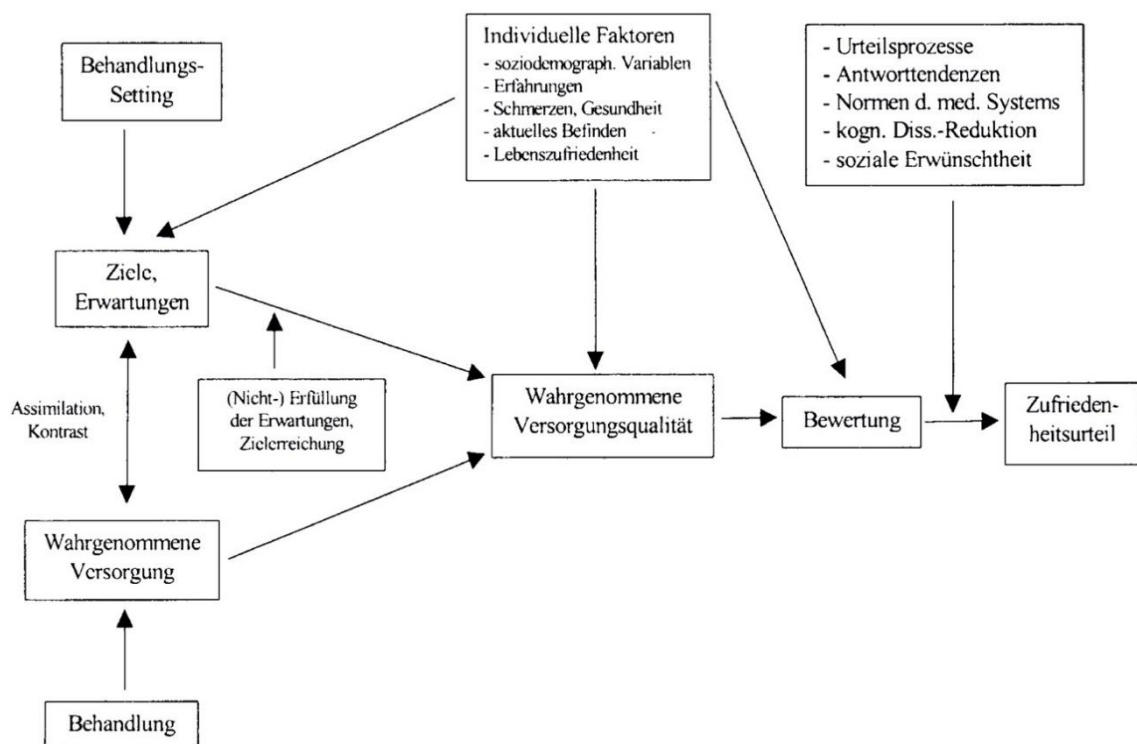 Behandlungs-
Setting
Individuelle Faktoren
- soziodemograph. Variablen
- Erfahrungen
- Schmerzen, Gesundheit
- aktuelles Befinden
- Lebenszufriedenheit
- Urteilsprozesse
- Antworttendenzen
- Normen d. med. Systems
- kogn. Diss.-Reduktion
- soziale Erwünschtheit
Ziele,
Erwartungen
Assimilation,
Kontrast
(Nicht-) Erfüllung
der Erwartungen,
Zielerreichung
Wahrgenommene
Versorgungsqualität
Bewertung
Zufrieden-
heitsurteil
Wahrgenommene
Versorgung
Behandlung